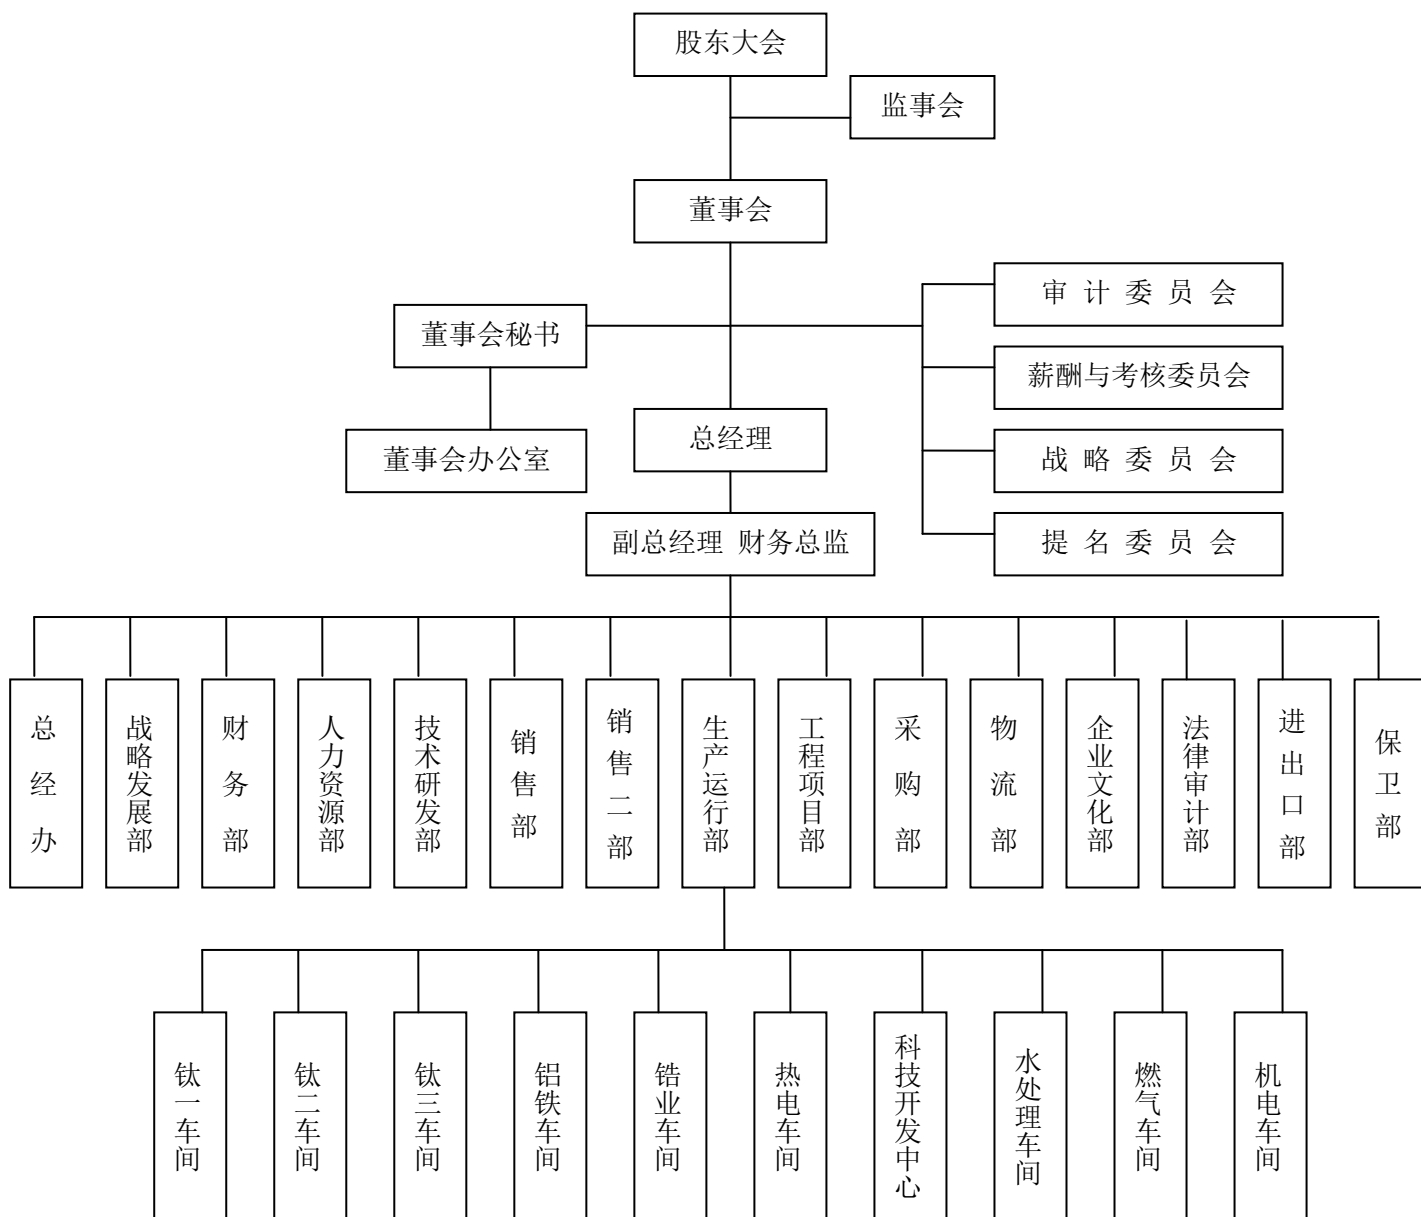 股东大会
监事会
董事会
审 计 委 员 会
董事会秘书
薪酬与考核委员会
总经理
董事会办公室
战 略 委 员 会
副总经理 财务总监
提 名 委 员 会
总经办
战略发展部
财务部
人力资源部
技术研发部
销售部
销售二部
生产运行部
工程项目部
采购部
物流部
企业文化部
法律审计部
进出口部
保卫部
钛一车间
钛二车间
钛三车间
铝铁车间
锆业车间
热电车间
科技开发中心
水处理车间
燃气车间
机电车间